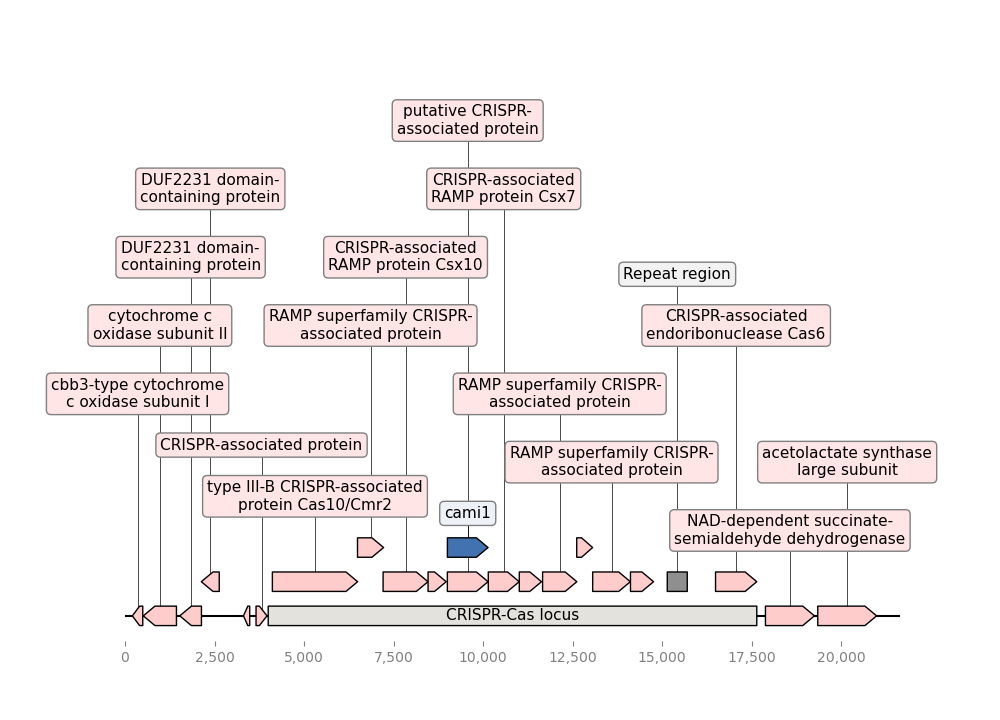 putative CRISPR-
associated protein
DUF2231 domain-
containing protein
CRISPR-associated
RAMP protein Csx7
DUF2231 domain-
containing protein
CRISPR-associated
RAMP protein Csx10
Repeat region
cytochrome c
oxidase subunit II
RAMP superfamily CRISPR-
associated protein
CRISPR-associated
endoribonuclease Cas6
cbb3-type cytochrome
c oxidase subunit I
RAMP superfamily CRISPR-
associated protein
CRISPR-associated protein
RAMP superfamily CRISPR-
associated protein
acetolactate synthase
large subunit
type III-B CRISPR-associated
protein Cas10/Cmr2
cami1
NAD-dependent succinate-
semialdehyde dehydrogenase
CRISPR-Cas locus
0 2,500 5,000 7,500 10,000 12,500 15,000 17,500 20,000